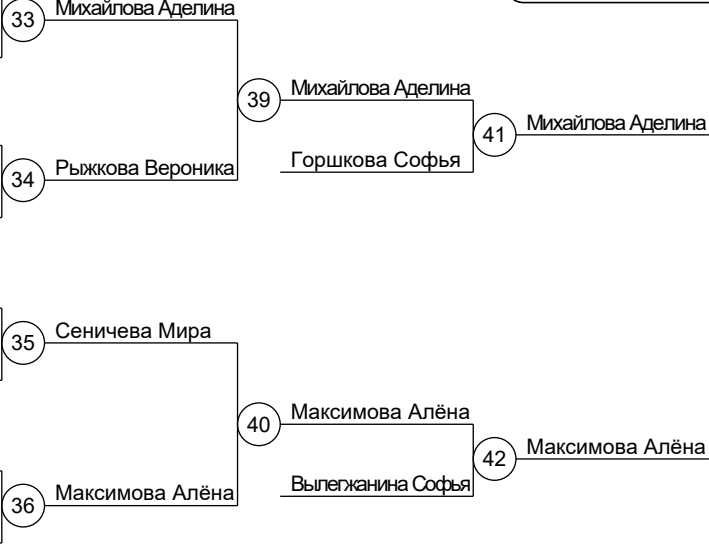 33 Михайлова Аделина
39 Михайлова Аделина
41 Михайлова Аделина
Горшкова Софья
34 Рыжкова Вероника
35 Сеничева Мира
40 Максимова Алёна
42 Максимова Алёна
Вылегжанина Софья
36 Максимова Алёна